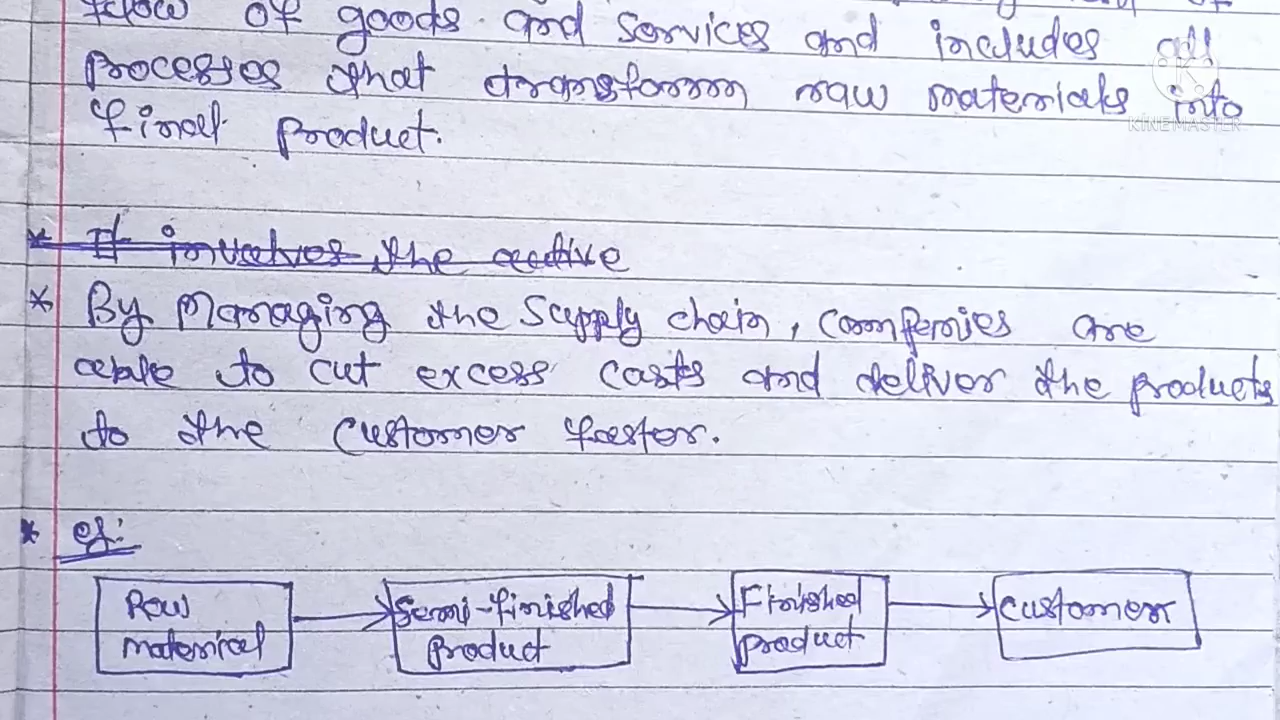 flow of goods and services and includes all
processes that transform raw materials into
final product.
KINEMASTER
* It involves the active
* By Managing the supply chain, companies are
able to cut excess costs and deliver the products
to the customer faster.
* eg:
Raw material → Semi-finished product → Finished product → customer